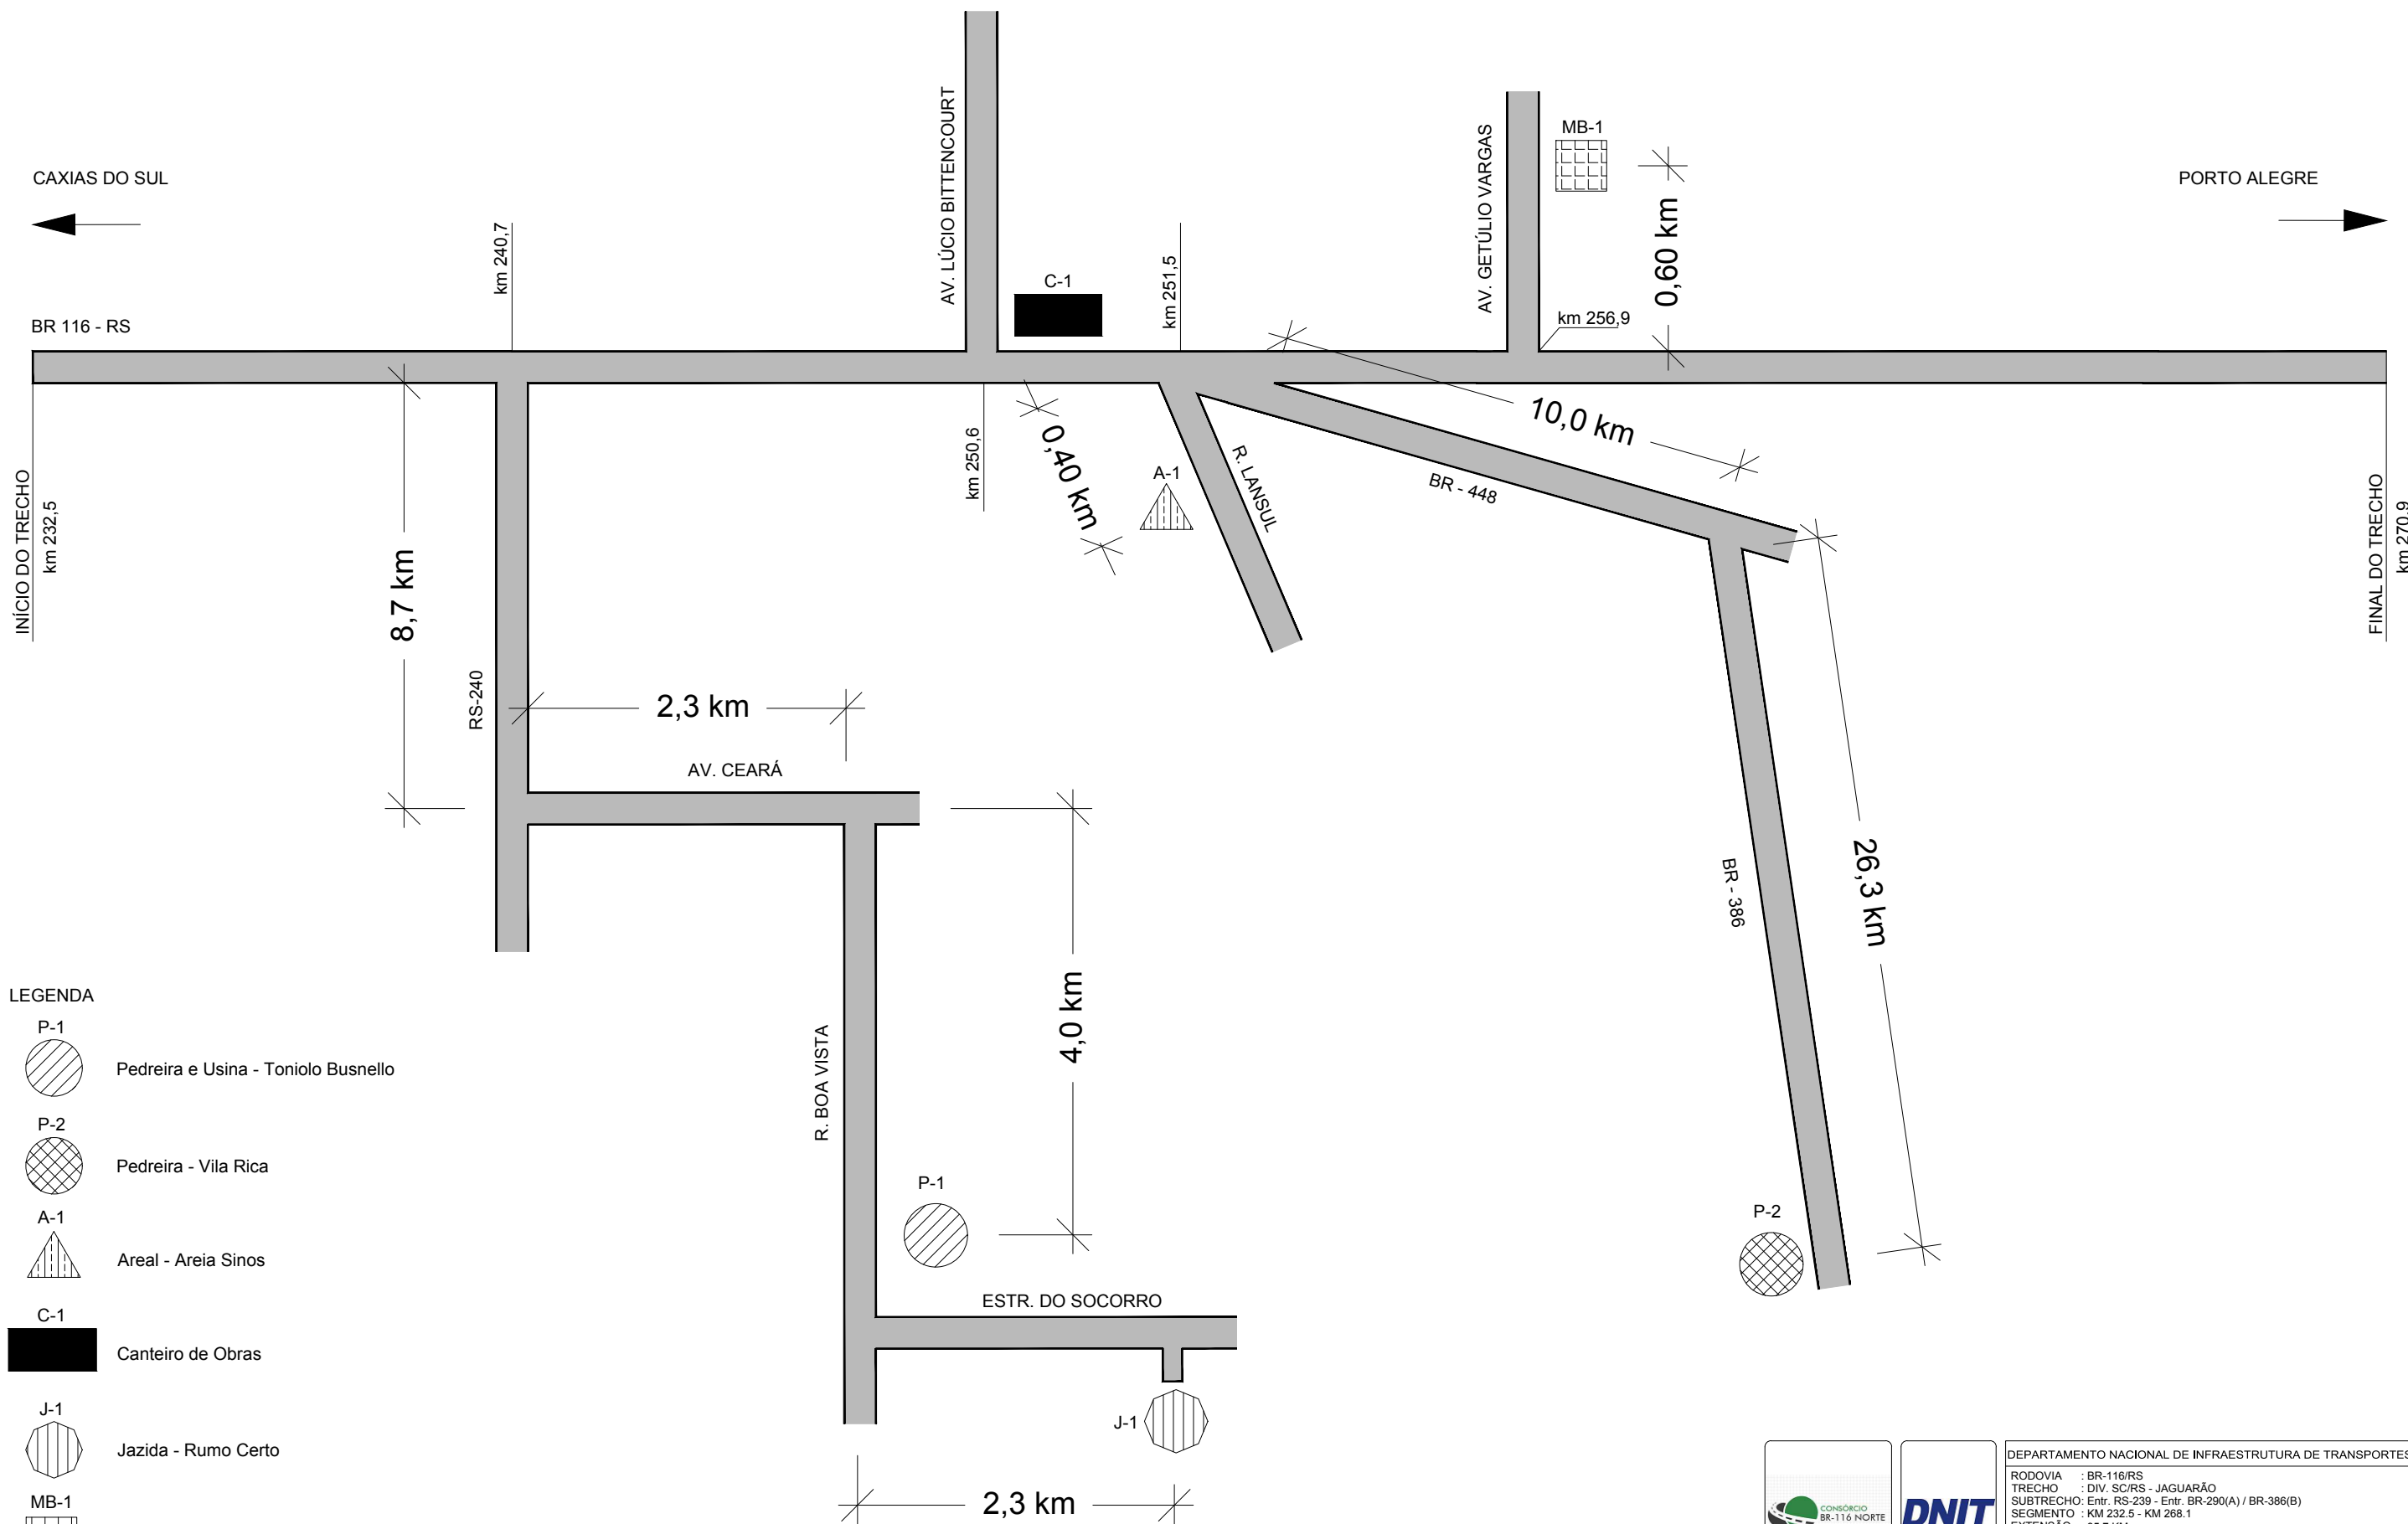 CAXIAS DO SUL
PORTO ALEGRE
BR 116 - RS
km 240,7
AV. LÚCIO BITTENCOURT
C-1
km 251,5
AV. GETÚLIO VARGAS
MB-1
0,60 km
km 256,9
INÍCIO DO TRECHO
km 232,5
8,7 km
RS-240
km 250,6
0,40 km
A-1
R. LANSUL
10,0 km
BR - 448
FINAL DO TRECHO
km 270,9
2,3 km
AV. CEARÁ
26,3 km
BR - 386
4,0 km
R. BOA VISTA
P-1
P-2
ESTR. DO SOCORRO
J-1
2,3 km
LEGENDA
P-1
Pedreira e Usina - Toniolo Busnello
P-2
Pedreira - Vila Rica
A-1
Areal - Areia Sinos
C-1
Canteiro de Obras
J-1
Jazida - Rumo Certo
MB-1
CONSÓRCIO
BR-116 NORTE
DNIT
DEPARTAMENTO NACIONAL DE INFRAESTRUTURA DE TRANSPORTES
RODOVIA : BR-116/RS
TRECHO : DIV. SC/RS - JAGUARÃO
SUBTRECHO: Entr. RS-239 - Entr. BR-290(A) / BR-386(B)
SEGMENTO : KM 232.5 - KM 268.1